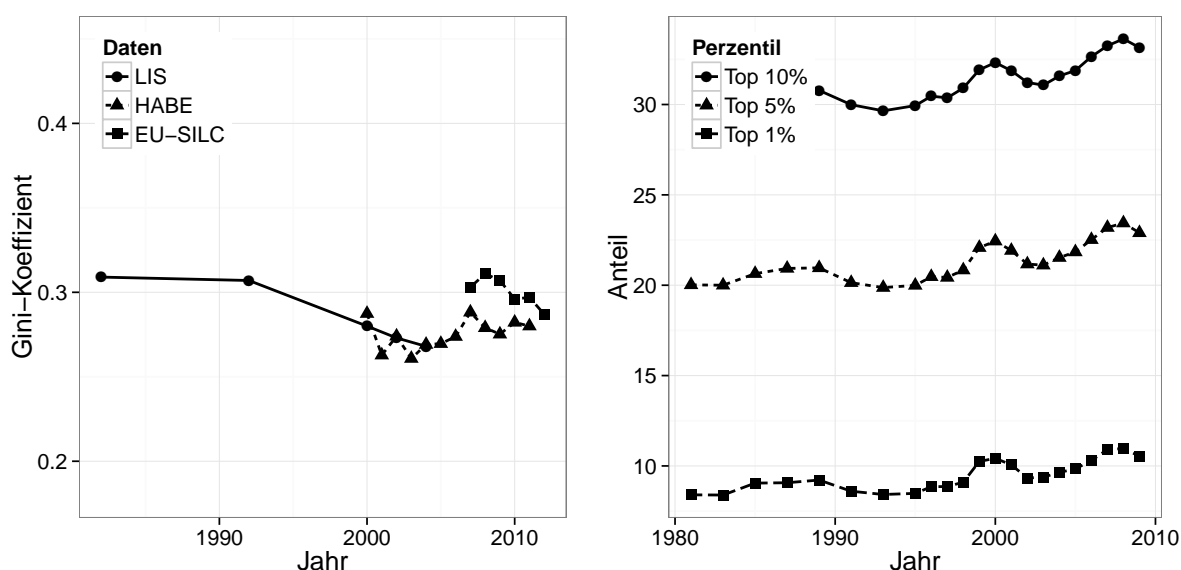 Daten
LIS
HABE
EU−SILC
0.4
0.3
0.2
Gini−Koeffizient
1990
2000
2010
Jahr
Perzentil
Top 10%
Top 5%
Top 1%
30
25
20
15
10
Anteil
1980
1990
2000
2010
Jahr